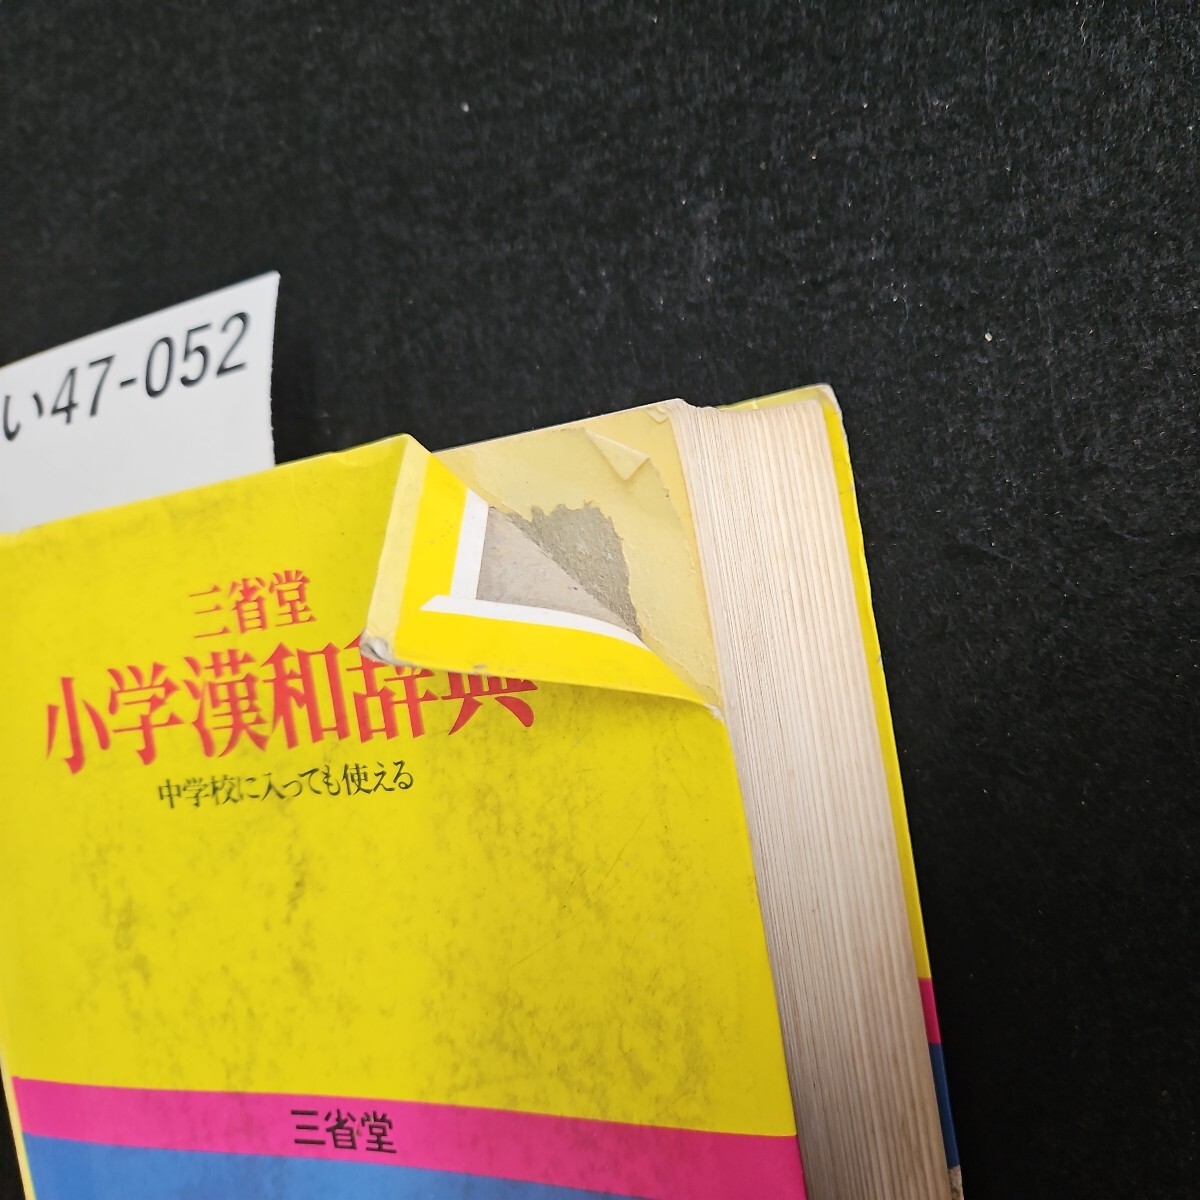 い47-052
三省堂
小学漢和辞典
中学校に入っても使える
三省堂